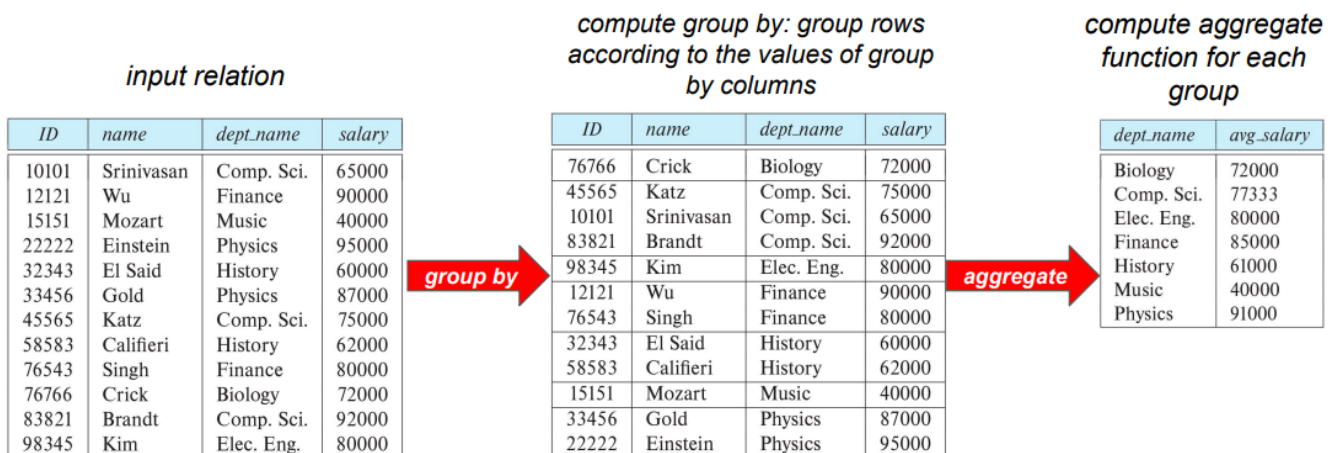 input relation
ID name dept_name salary
10101 Srinivasan Comp. Sci. 65000
12121 Wu Finance 90000
15151 Mozart Music 40000
22222 Einstein Physics 95000
32343 El Said History 60000
33456 Gold Physics 87000
45565 Katz Comp. Sci. 75000
58583 Califieri History 62000
76543 Singh Finance 80000
76766 Crick Biology 72000
83821 Brandt Comp. Sci. 92000
98345 Kim Elec. Eng. 80000
group by
compute group by: group rows
according to the values of group
by columns
ID name dept_name salary
76766 Crick Biology 72000
45565 Katz Comp. Sci. 75000
10101 Srinivasan Comp. Sci. 65000
83821 Brandt Comp. Sci. 92000
98345 Kim Elec. Eng. 80000
12121 Wu Finance 90000
76543 Singh Finance 80000
32343 El Said History 60000
58583 Califieri History 62000
15151 Mozart Music 40000
33456 Gold Physics 87000
22222 Einstein Physics 95000
aggregate
compute aggregate
function for each
group
dept_name avg_salary
Biology 72000
Comp. Sci. 77333
Elec. Eng. 80000
Finance 85000
History 61000
Music 40000
Physics 91000